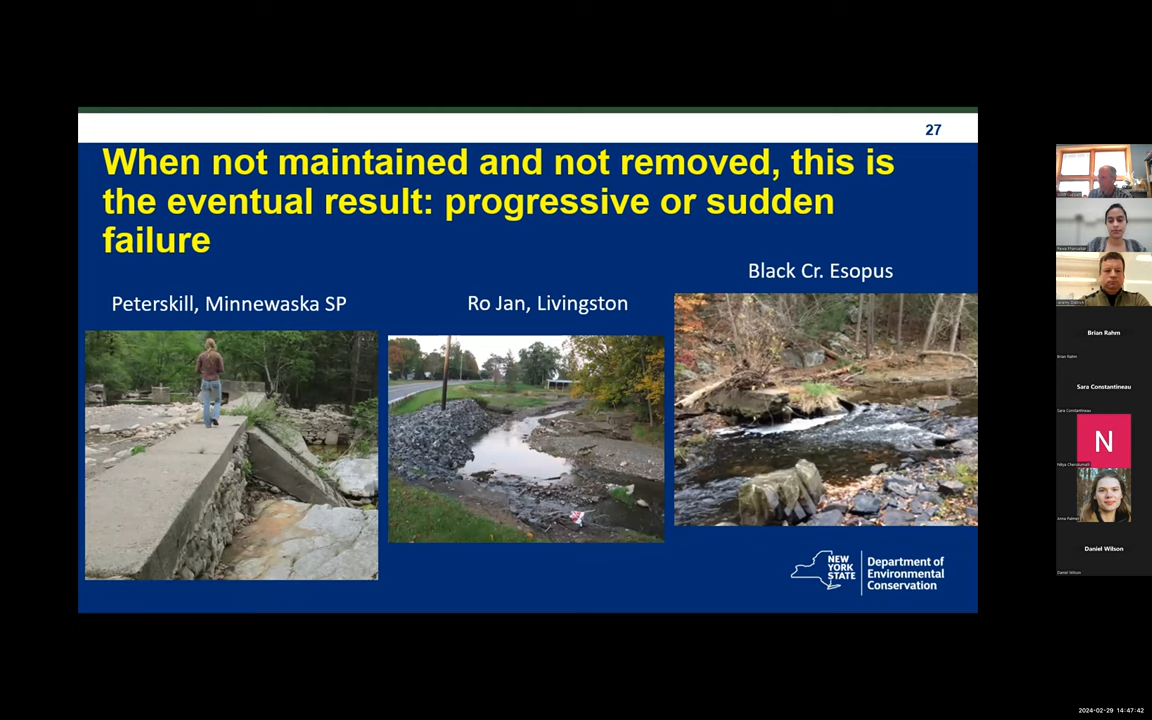 27
When not maintained and not removed, this is
the eventual result: progressive or sudden
failure
Black Cr. Esopus
Peterskill, Minnewaska SP
Ro Jan, Livingston
NEW
YORK
STATE
Department of
Environmental
Conservation
Brian Rahm
Brian Rahm
Sara Constantineau
Sara Constantineau
N
Anna Palmer
Daniel Wilson
Daniel Wilson
2024-02-29 14:47:42